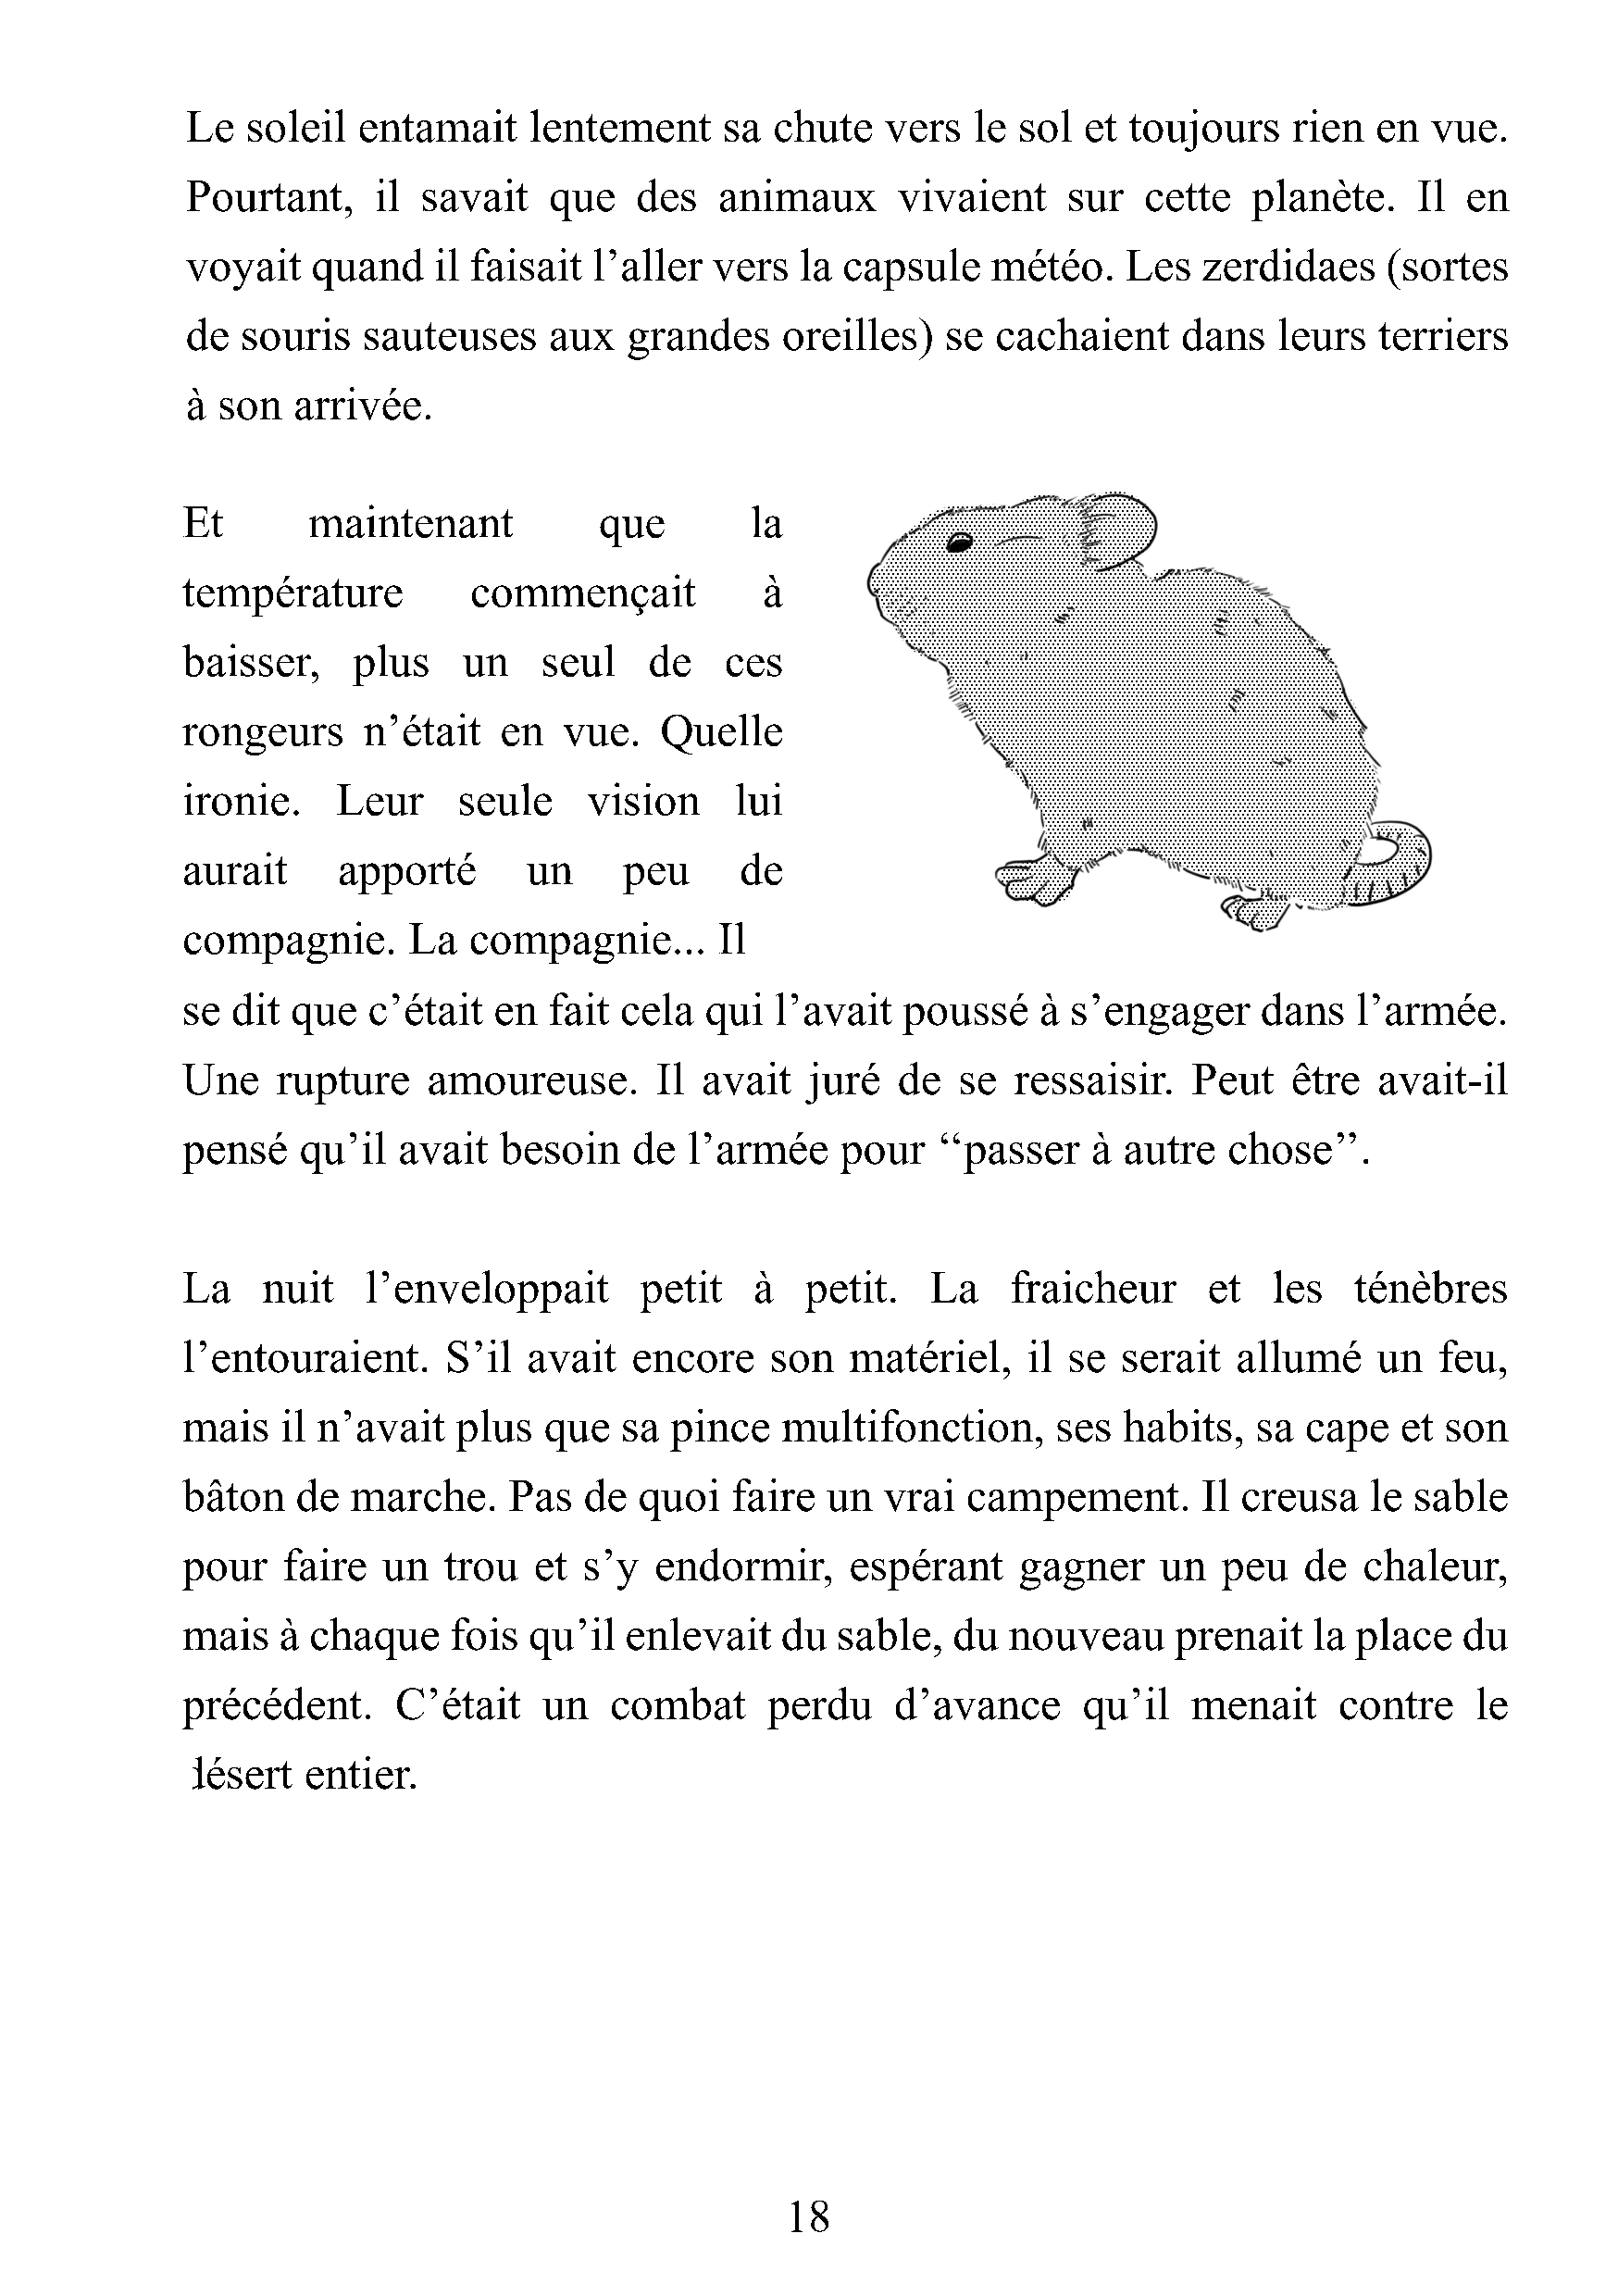 Le soleil entamait lentement sa chute vers le sol et toujours rien en vue.
Pourtant, il savait que des animaux vivaient sur cette planète. Il en
voyait quand il faisait l’aller vers la capsule météo. Les zerdidaes (sortes
de souris sauteuses aux grandes oreilles) se cachaient dans leurs terriers
à son arrivée.
Et maintenant que la
température commençait à
baisser, plus un seul de ces
rongeurs n’était en vue. Quelle
ironie. Leur seule vision lui
aurait apporté un peu de
compagnie. La compagnie... Il
se dit que c’était en fait cela qui l’avait poussé à s’engager dans l’armée.
Une rupture amoureuse. Il avait juré de se ressaisir. Peut être avait-il
pensé qu’il avait besoin de l’armée pour ‘‘passer à autre chose’’.
La nuit l’enveloppait petit à petit. La fraicheur et les ténèbres
l’entouraient. S’il avait encore son matériel, il se serait allumé un feu,
mais il n’avait plus que sa pince multifonction, ses habits, sa cape et son
bâton de marche. Pas de quoi faire un vrai campement. Il creusa le sable
pour faire un trou et s’y endormir, espérant gagner un peu de chaleur,
mais à chaque fois qu’il enlevait du sable, du nouveau prenait la place du
précédent. C’était un combat perdu d’avance qu’il menait contre le
désert entier.
18